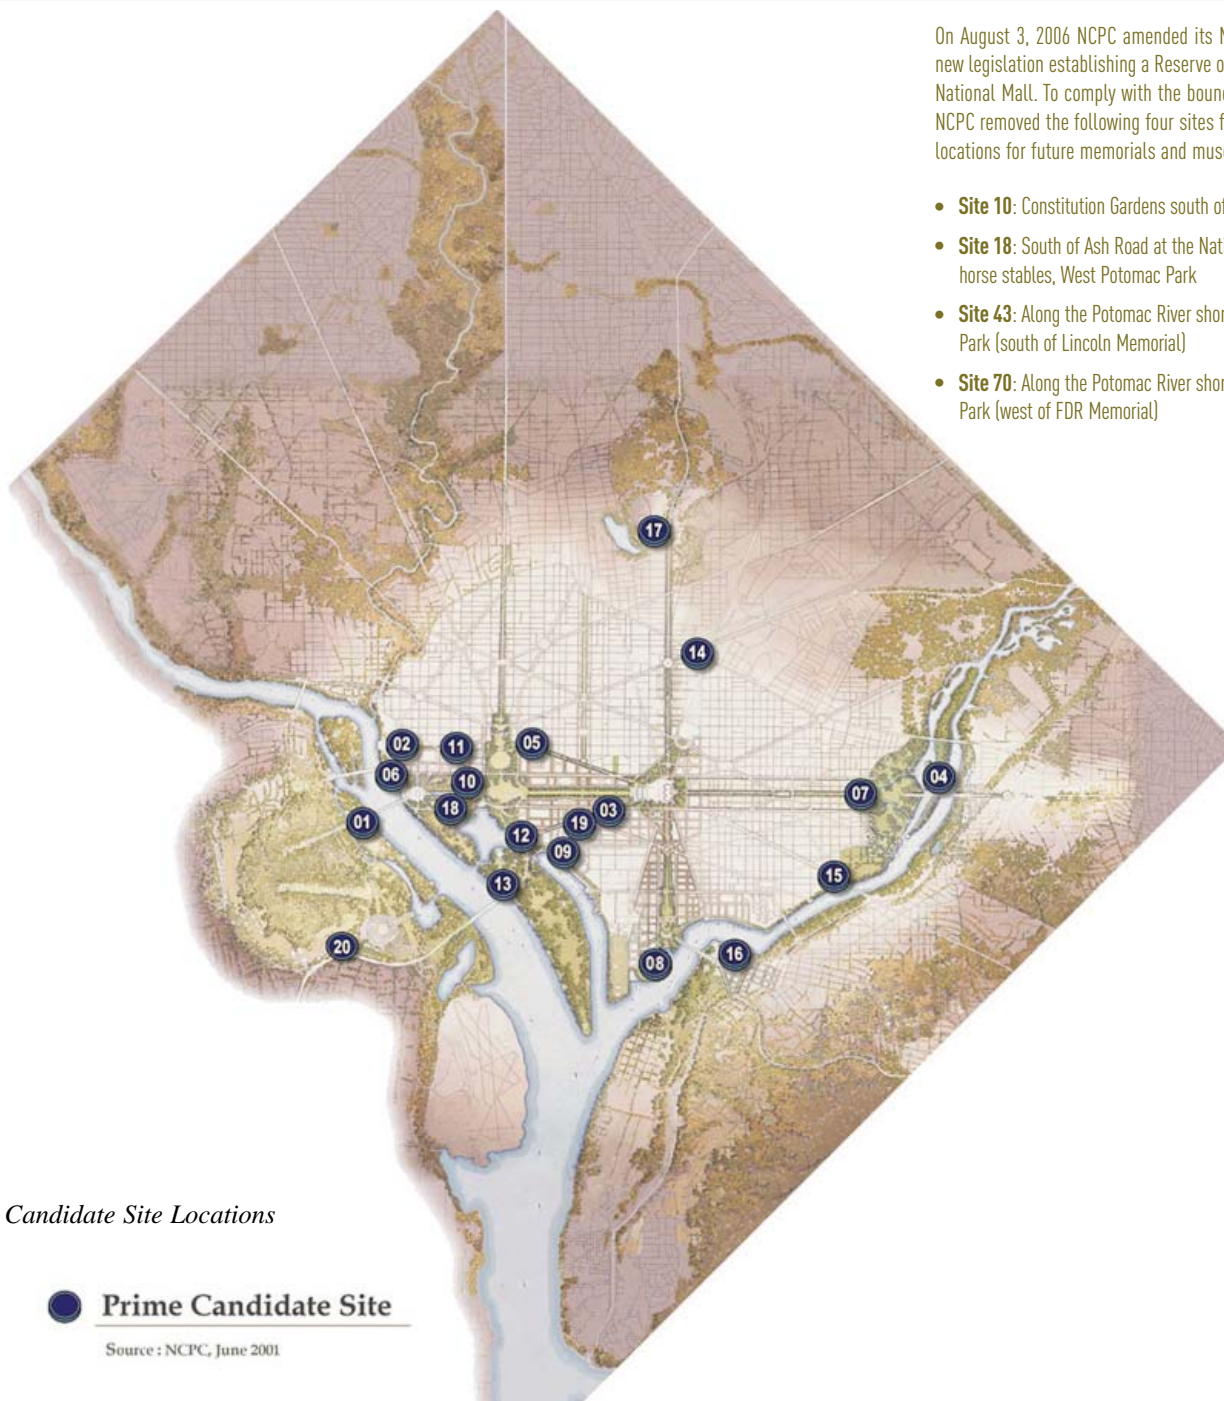 On August 3, 2006 NCPC amended its
new legislation establishing a Reserve
National Mall. To comply with the
NCPC removed the following four sites
locations for future memorials and
• Site 10: Constitution Gardens south of
• Site 18: South of Ash Road at the
horse stables, West Potomac Park
• Site 43: Along the Potomac River
Park (south of Lincoln Memorial)
• Site 70: Along the Potomac River
Park (west of FDR Memorial)
17
14
02
11
05
06
10
04
07
18
03
01
19
12
09
15
13
20
08
16
Candidate Site Locations
Prime Candidate Site
Source : NCPC, June 2001